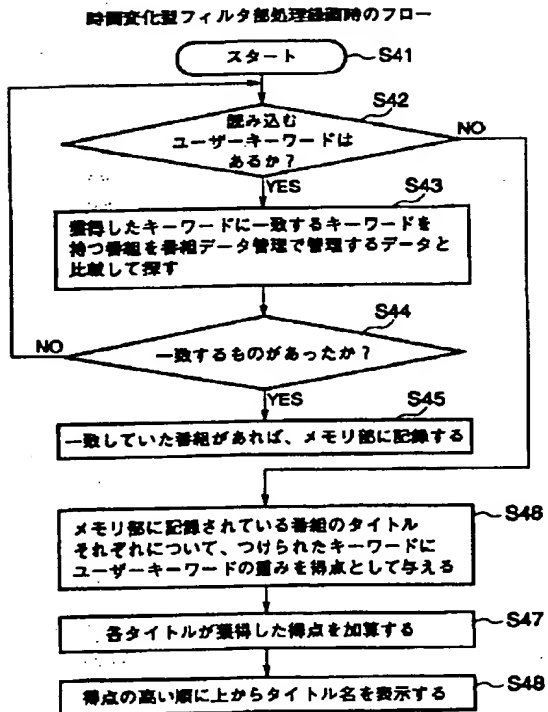 時間変化型フィルタ部処理録画時のフロー
スタート
S41
S42
読み込む
ユーザーキーワードは
あるか？
NO
YES
S43
獲得したキーワードに一致するキーワードを
持つ番組を番組データ管理で管理するデータと
比較して探す
S44
NO
一致するものがあったか？
YES
S45
一致していた番組があれば、メモリ部に記録する
メモリ部に記録されている番組のタイトル
それぞれについて、つけられたキーワードに
ユーザーキーワードの重みを得点として与える
S46
各タイトルが獲得した得点を加算する
S47
得点の高い順に上からタイトル名を表示する
S48